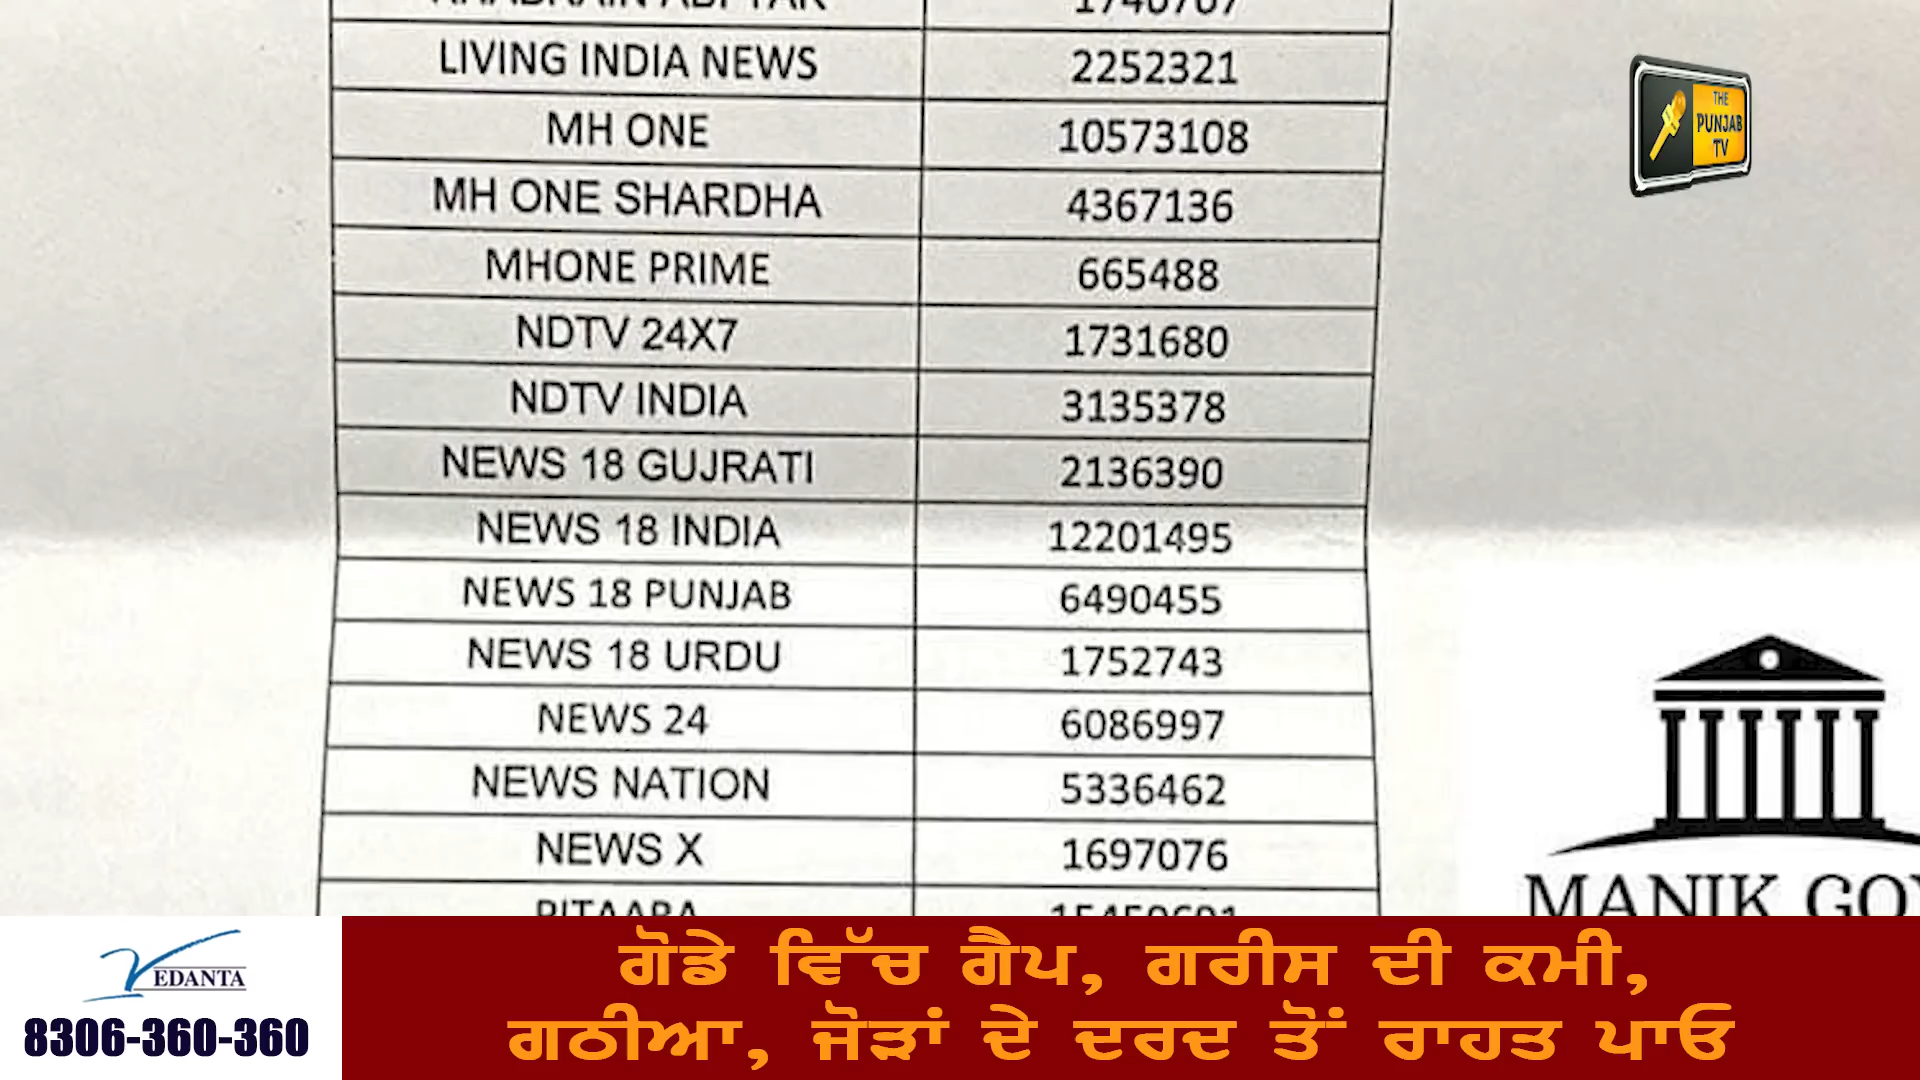 LIVING INDIA NEWS 2252321
MH ONE 10573108
MH ONE SHARDHA 4367136
MHONE PRIME 665488
NDTV 24X7 1731680
NDTV INDIA 3135378
NEWS 18 GUJRATI 2136390
NEWS 18 INDIA 12201495
NEWS 18 PUNJAB 6490455
NEWS 18 URDU 1752743
NEWS 24 6086997
NEWS NATION 5336462
NEWS X 1697076
THE
PUNJAB
TV
MANIK
VEDANTA
8306-360-360
ਗੋਡੇ ਵਿੱਚ ਗੈਪ, ਗਰੀਸ ਦੀ ਕਮੀ,
ਗਠੀਆ, ਜੋੜਾਂ ਦੇ ਦਰਦ ਤੋਂ ਰਾਹਤ ਪਾਓ